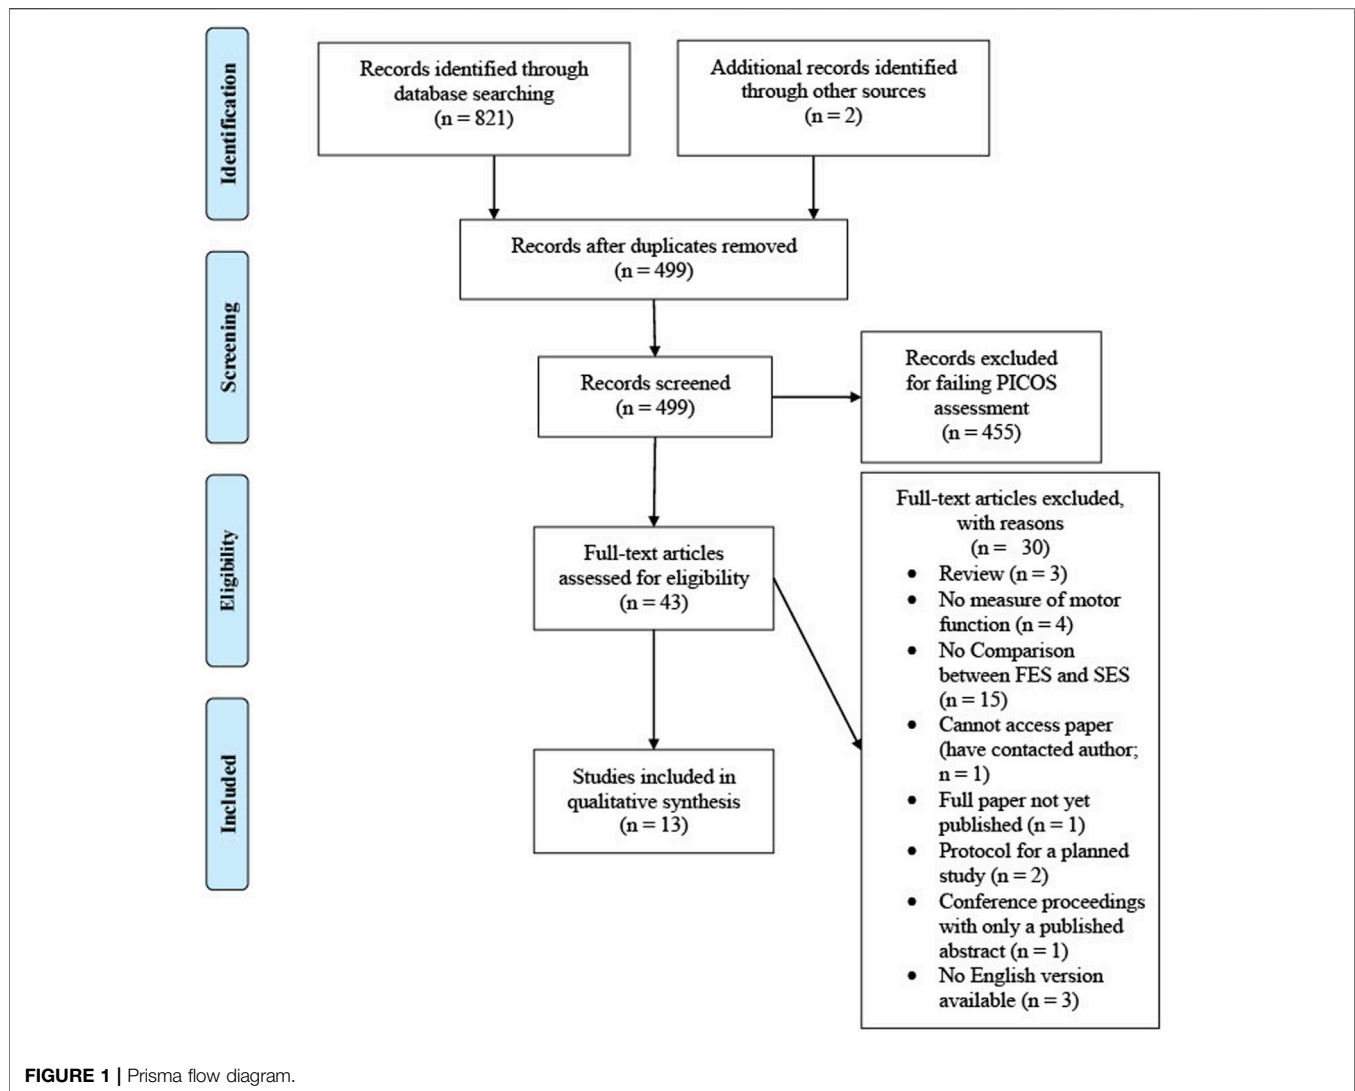 Identification
Records identified through
database searching
(n = 821)
Additional records identified
through other sources
(n = 2)
Records after duplicates removed
(n = 499)
Screening
Records screened
(n = 499)
Records excluded
for failing PICOS
assessment
(n = 455)
Eligibility
Full-text articles
assessed for eligibility
(n = 43)
Full-text articles excluded,
with reasons
(n = 30)
• Review (n = 3)
• No measure of motor
function (n = 4)
• No Comparison
between FES and SES
(n = 15)
• Cannot access paper
(have contacted author;
n = 1)
• Full paper not yet
published (n = 1)
• Protocol for a planned
study (n = 2)
• Conference proceedings
with only a published
abstract (n = 1)
• No English version
available (n = 3)
Included
Studies included in
qualitative synthesis
(n = 13)
FIGURE 1 | Prisma flow diagram.